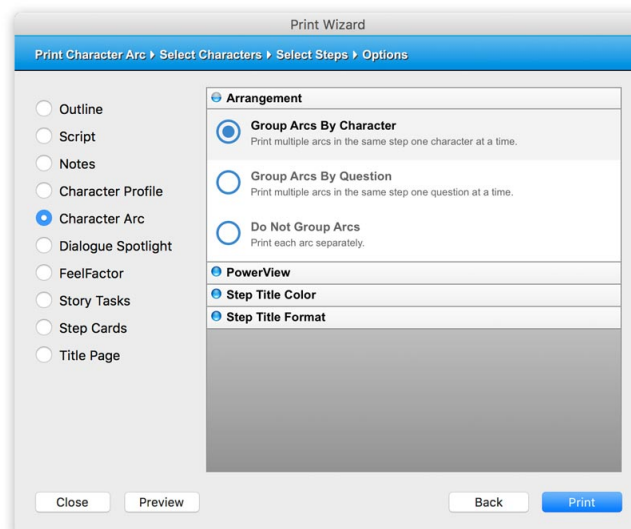 Print Wizard
Print Character Arc ▸ Select Characters ▸ Select Steps ▸ Options
Outline
Script
Notes
Character Profile
Character Arc
Dialogue Spotlight
FeelFactor
Story Tasks
Step Cards
Title Page
Arrangement
Group Arcs By Character
Print multiple arcs in the same step one character at a time.
Group Arcs By Question
Print multiple arcs in the same step one question at a time.
Do Not Group Arcs
Print each arc separately.
PowerView
Step Title Color
Step Title Format
Close Preview Back Print